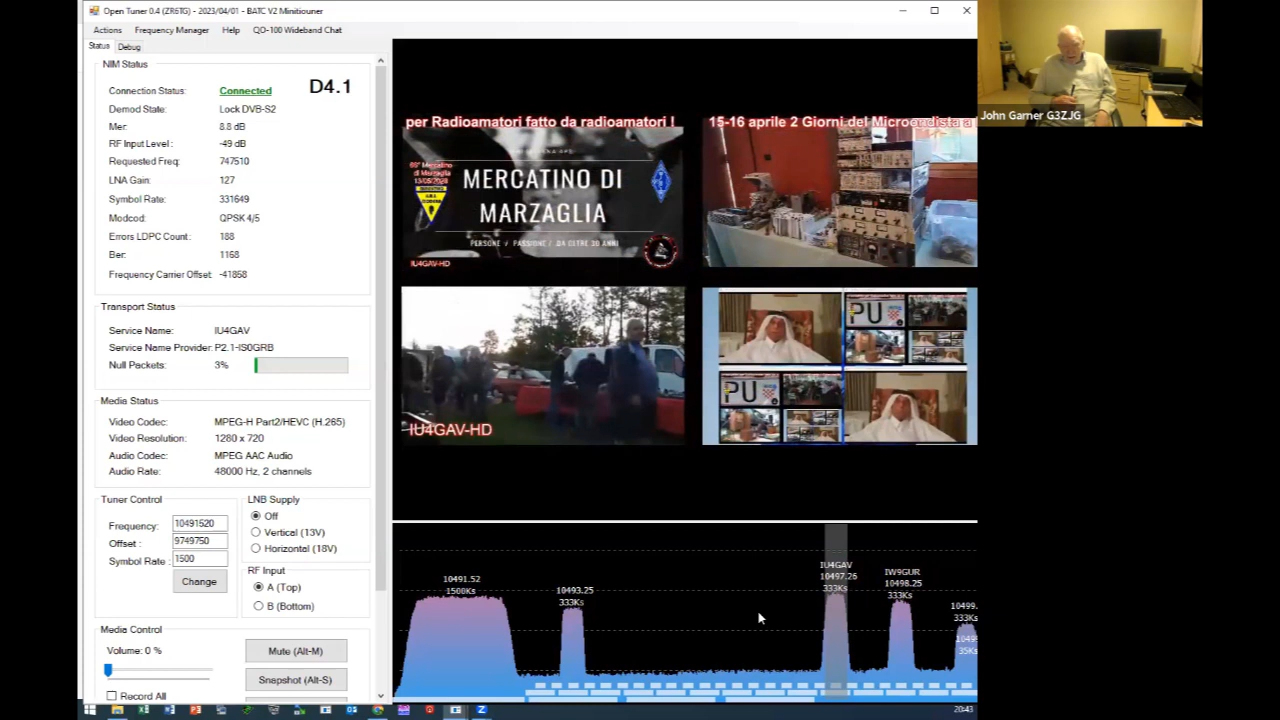 Open Tuner 0.4 (ZR6TG) - 2023/04/01 - BATC V2 Minitiouner
Actions Frequency Manager Help QO-100 Wideband Chat
Status Debug
NIM Status
Connection Status: Connected
D4.1
Demod State: Lock DVB-S2
Mer: 8.8 dB
RF Input Level: -49 dB
Requested Freq: 747510
LNA Gain: 127
Symbol Rate: 331649
Modcod: QPSK 4/5
Errors LDPC Count: 188
Ber: 1168
Frequency Carrier Offset: -41858
Transport Status
Service Name: IU4GAV
Service Name Provider: P2.1-IS0GRB
Null Packets: 3%
Media Status
Video Codec: MPEG-H Part2/HEVC (H.265)
Video Resolution: 1280 x 720
Audio Codec: MPEG AAC Audio
Audio Rate: 48000 Hz, 2 channels
Tuner Control
Frequency: 10491520
Offset : 9749750
Symbol Rate : 1500
Change
LNB Supply
Off
Vertical (13V)
Horizontal (18V)
RF Input
A (Top)
B (Bottom)
Media Control
Volume: 0 %
Mute (Alt-M)
Snapshot (Alt-S)
Record All
per Radioamatori fatto da radioamatori !
MERCATINO DI
MARZAGLIA
PERSONE / PASSIONE / DA OLTRE 30 ANNI
IU4GAV-HD
IU4GAV-HD
PU
PU
10491.52
1500Ks
10493.25
333Ks
IU4GAV
10497.26
333Ks
IW9GUR
10498.25
333Ks
10499.
333Ks
35Ks
John Garner G3ZJG
20:43